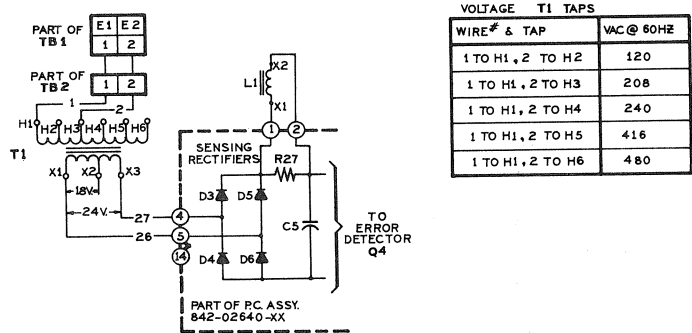 VOLTAGE T1 TAPS
WIRE# & TAP VAC @ 60HZ
1 TO H1, 2 TO H2 120
1 TO H1, 2 TO H3 208
1 TO H1, 2 TO H4 240
1 TO H1, 2 TO H5 416
1 TO H1, 2 TO H6 480
PART OF TB1
E1 E2
1 2
PART OF TB2
1 2
1 2
H1 H2 H3 H4 H5 H6
T1
X1 X2 X3
18V.
24V.
27
26
4
5
14
L1
X2
X1
1 2
SENSING
RECTIFIERS
R27
D3 D5
C5
D4 D6
TO
ERROR
DETECTOR
Q4
PART OF P.C. ASSY.
842-02640-XX